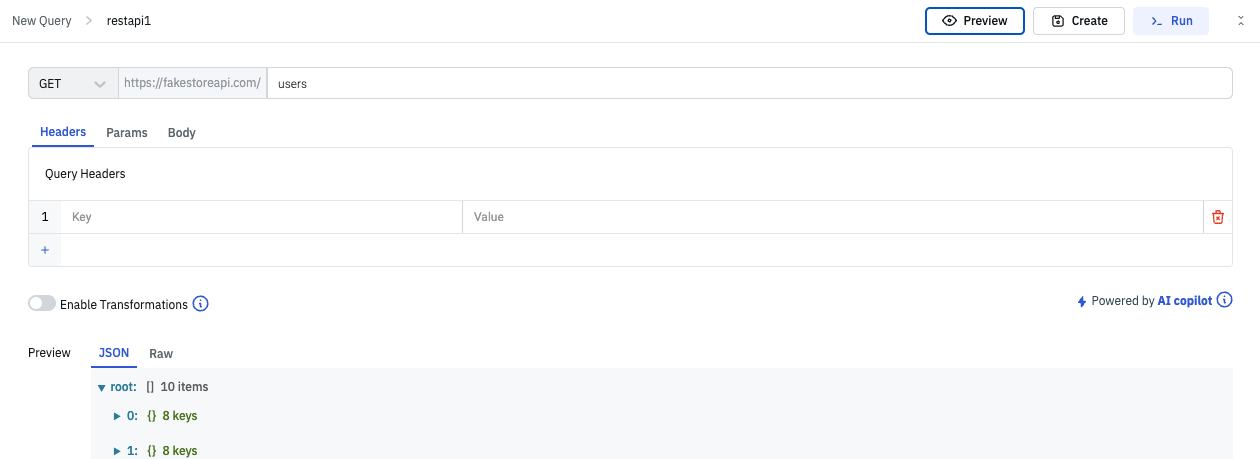 New Query > restapi1
Preview
Create
Run
GET
https://fakestoreapi.com/
users
Headers
Params
Body
Query Headers
1
Key
Value
+
Enable Transformations
Powered by AI copilot
Preview
JSON
Raw
root: [] 10 items
0: {} 8 keys
1: {} 8 keys